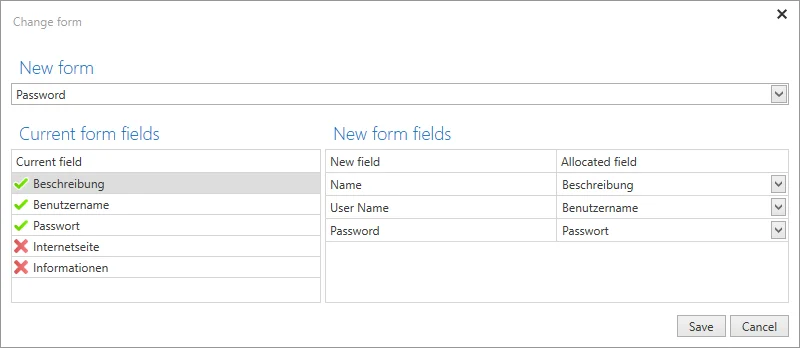 Change form
New form
Password
Current form fields
Current field
Beschreibung
Benutzername
Passwort
Internetseite
Informationen
New form fields
New field Allocated field
Name Beschreibung
User Name Benutzername
Password Passwort
Save Cancel